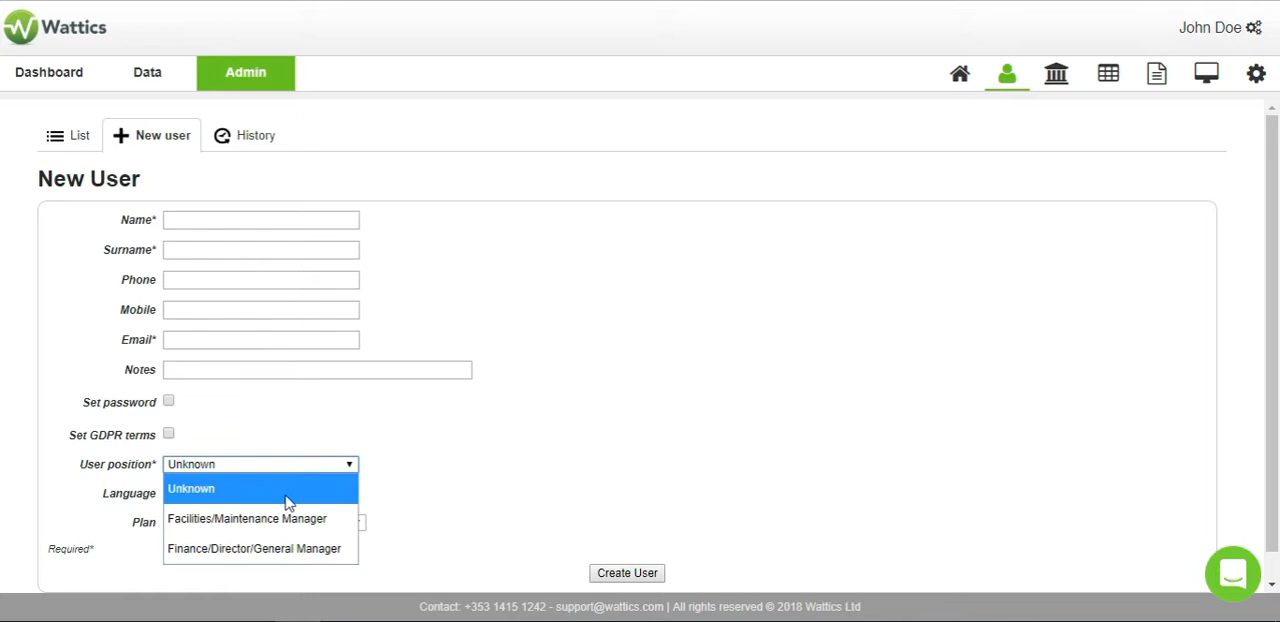 Wattics
John Doe
Dashboard Data Admin
List New user History
New User
Name*
Surname*
Phone
Mobile
Email*
Notes
Set password
Set GDPR terms
User position* Unknown
Unknown
Language
Facilities/Maintenance Manager
Plan
Finance/Director/General Manager
Required*
Create User
Contact: +353 1415 1242 - support@wattics.com | All rights reserved © 2018 Wattics Ltd